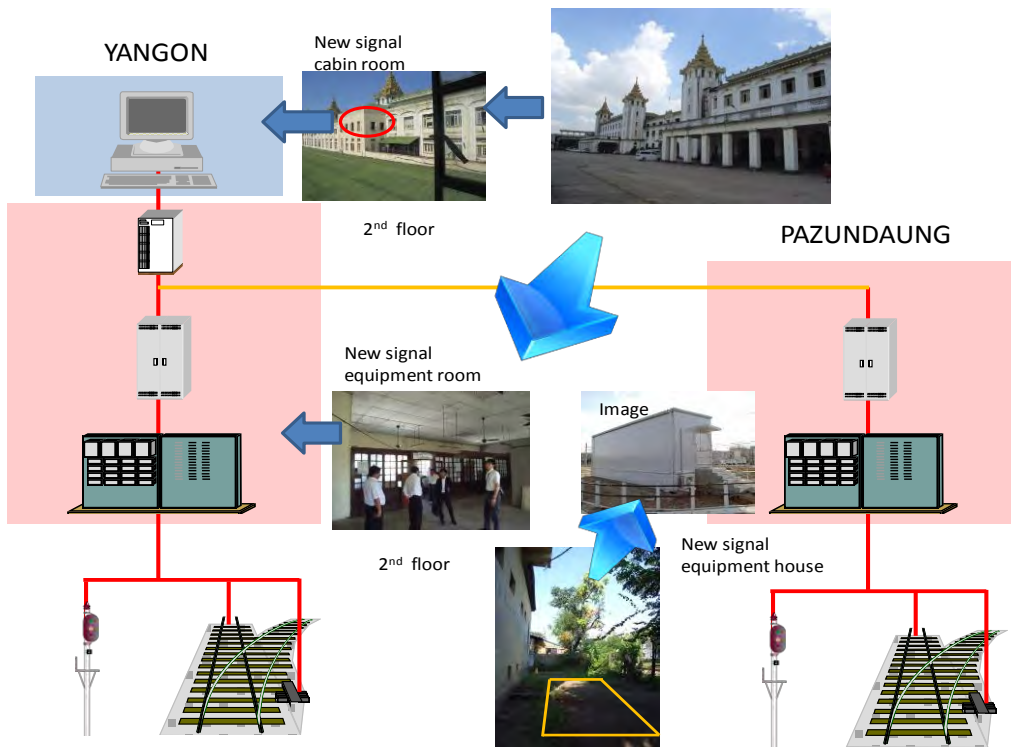 YANGON
New signal
cabin room
2nd floor
PAZUNDAUNG
New signal
equipment room
Image
2nd floor
New signal
equipment house